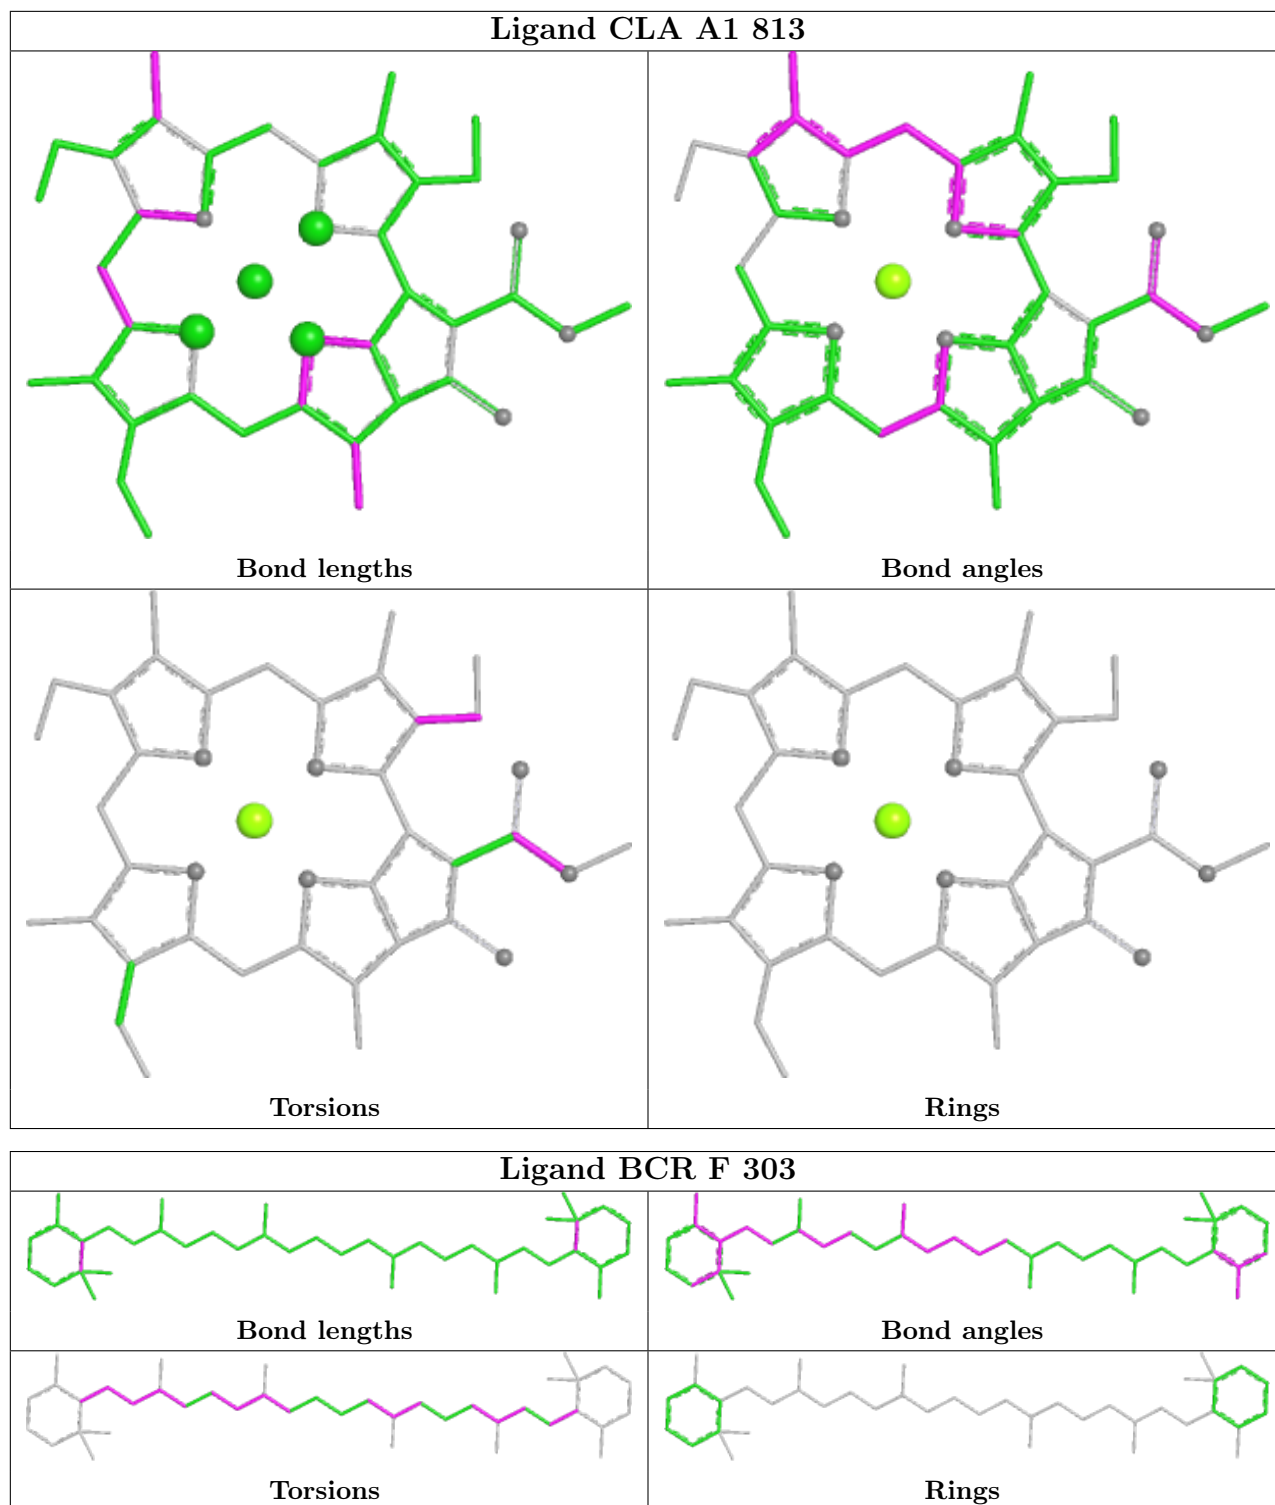 Ligand CLA A1 813
Bond lengths
Bond angles
Torsions
Rings
Ligand BCR F 303
Bond lengths
Bond angles
Torsions
Rings